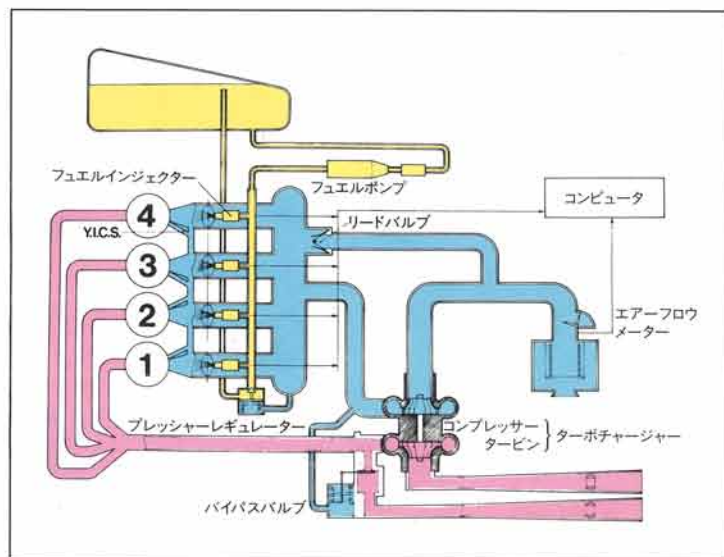 フュエルインジェクター
フュエルポンプ
コンピュータ
4
Y.I.C.S.
リードバルブ
3
エアーフロウ
メーター
2
1
プレッシャーレギュレーター
コンプレッサー
タービン
ターボチャージャー
バイパスバルブ